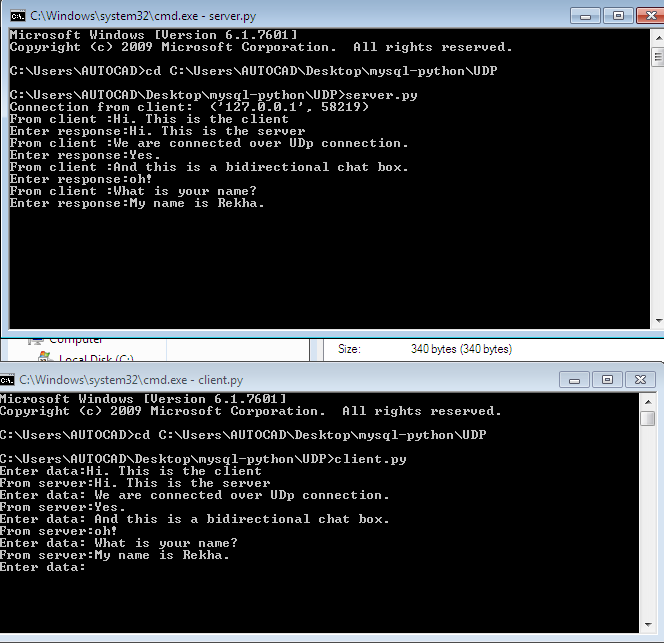 C:\Windows\system32\cmd.exe - server.py
Microsoft Windows [Version 6.1.7601]
Copyright (c) 2009 Microsoft Corporation.  All rights reserved.
C:\Users\AUTOCAD>cd C:\Users\AUTOCAD\Desktop\mysql-python\UDP
C:\Users\AUTOCAD\Desktop\mysql-python\UDP>server.py
Connection from client:  ('127.0.0.1', 58219)
From client :Hi. This is the client
Enter response:Hi. This is the server
From client :We are connected over UDp connection.
Enter response:Yes.
From client :And this is a bidirectional chat box.
Enter response:oh!
From client :What is your name?
Enter response:My name is Rekha.
Computer
Local Disk (C:)
Size: 340 bytes (340 bytes)
C:\Windows\system32\cmd.exe - client.py
Microsoft Windows [Version 6.1.7601]
Copyright (c) 2009 Microsoft Corporation.  All rights reserved.
C:\Users\AUTOCAD>cd C:\Users\AUTOCAD\Desktop\mysql-python\UDP
C:\Users\AUTOCAD\Desktop\mysql-python\UDP>client.py
Enter data:Hi. This is the client
From server:Hi. This is the server
Enter data: We are connected over UDp connection.
From server:Yes.
Enter data: And this is a bidirectional chat box.
From server:oh!
Enter data: What is your name?
From server:My name is Rekha.
Enter data: